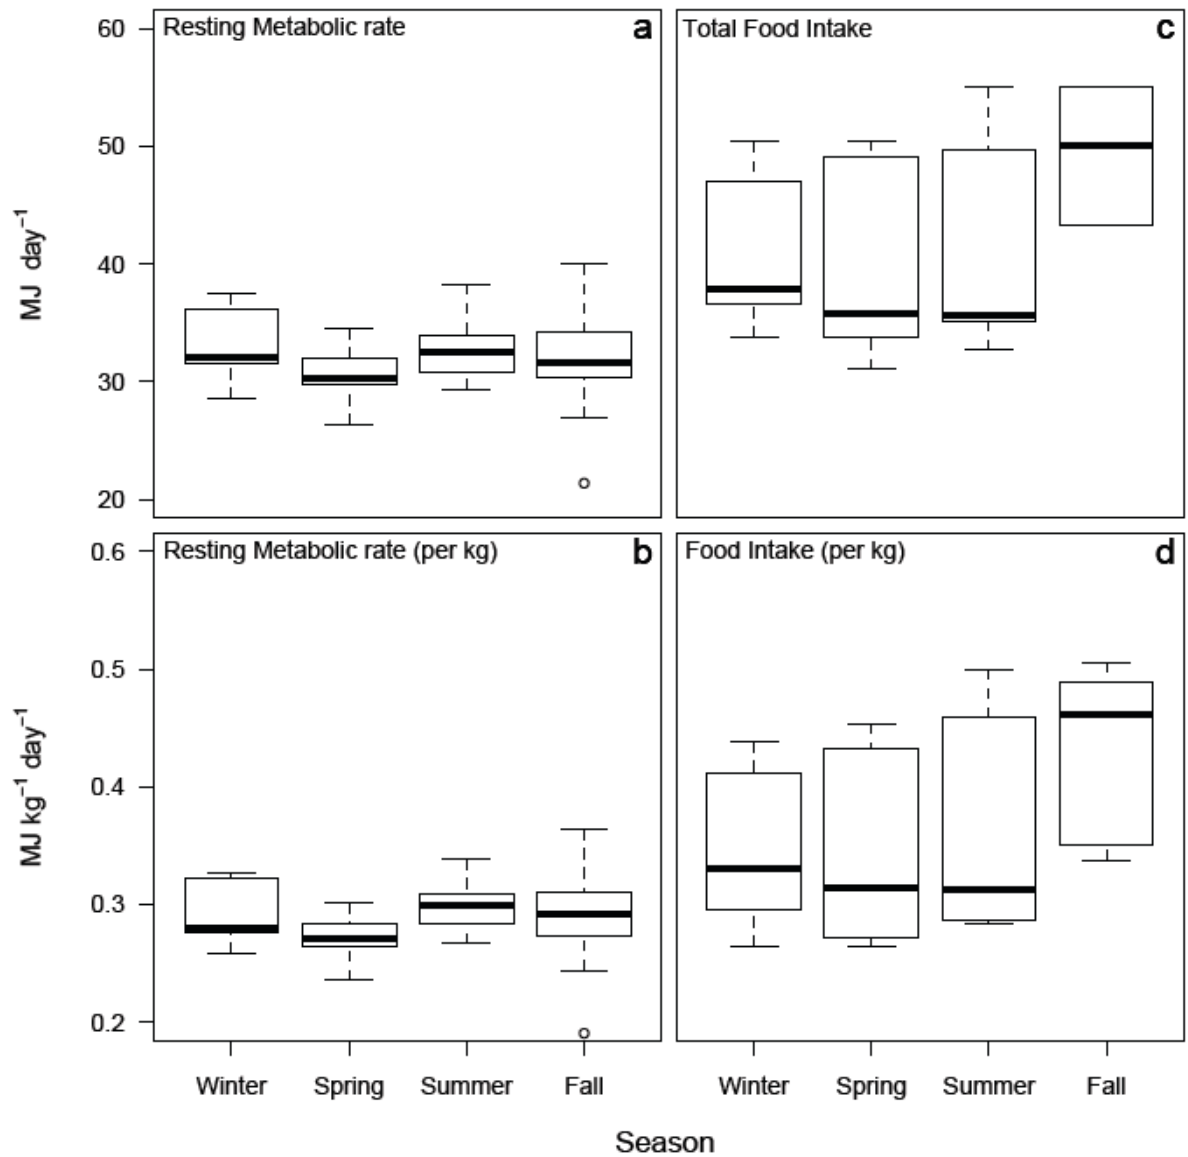 Resting Metabolic rate
a
Total Food Intake
c
60
50
40
30
20
MJ day⁻¹
Resting Metabolic rate (per kg)
b
Food Intake (per kg)
d
0.6
0.5
0.4
0.3
0.2
MJ kg⁻¹ day⁻¹
Winter Spring Summer Fall
Winter Spring Summer Fall
Season